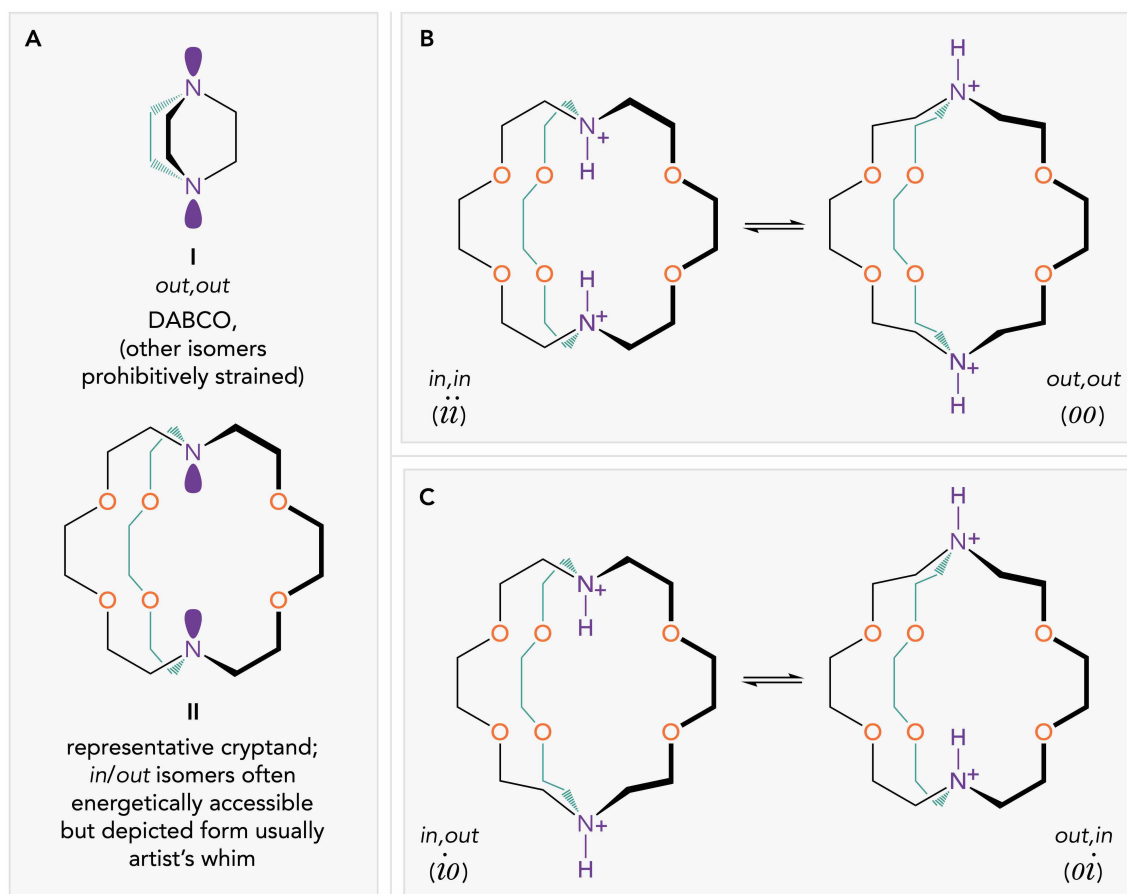 A
N
N
I
out,out
DABCO,
(other isomers
prohibitively strained)
N
O O O
O O O
N
II
representative cryptand;
in/out isomers often
energetically accessible
but depicted form usually
artist's whim
B
N+
H
O O O
O O O
H
N+
in,in
(ii)
H
N+
O O O
O O O
N+
H
out,out
(oo)
C
N+
H
O O O
O O O
N+
H
in,out
(io)
H
N+
O O O
O O O
H
N+
out,in
(oi)